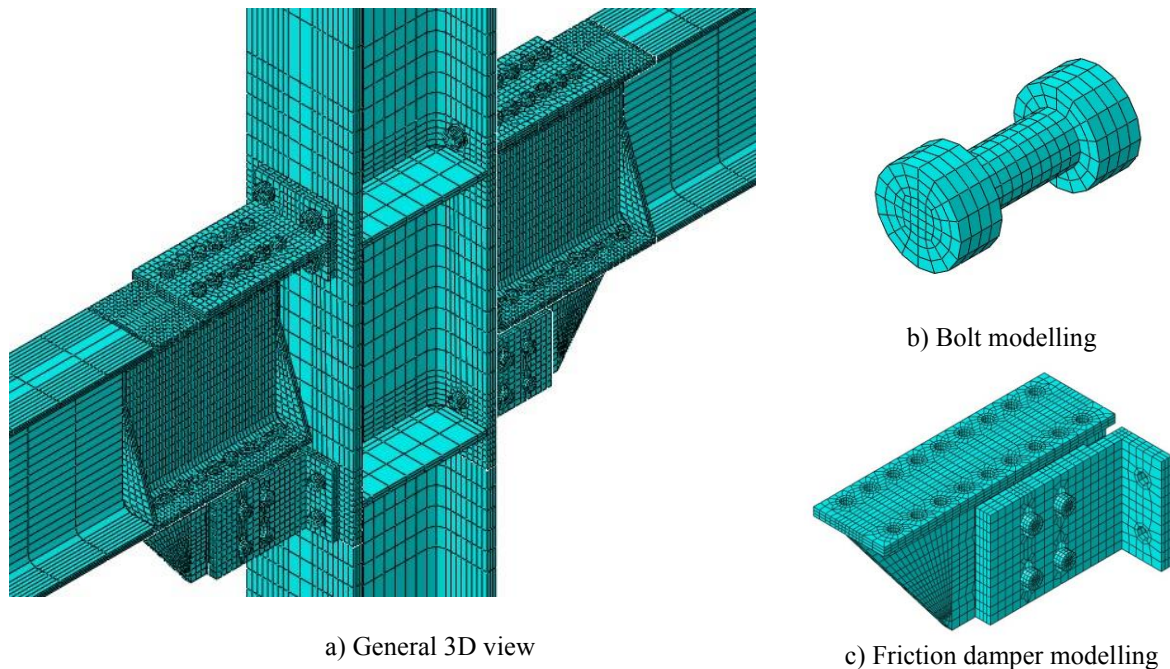 a) General 3D view
b) Bolt modelling
c) Friction damper modelling